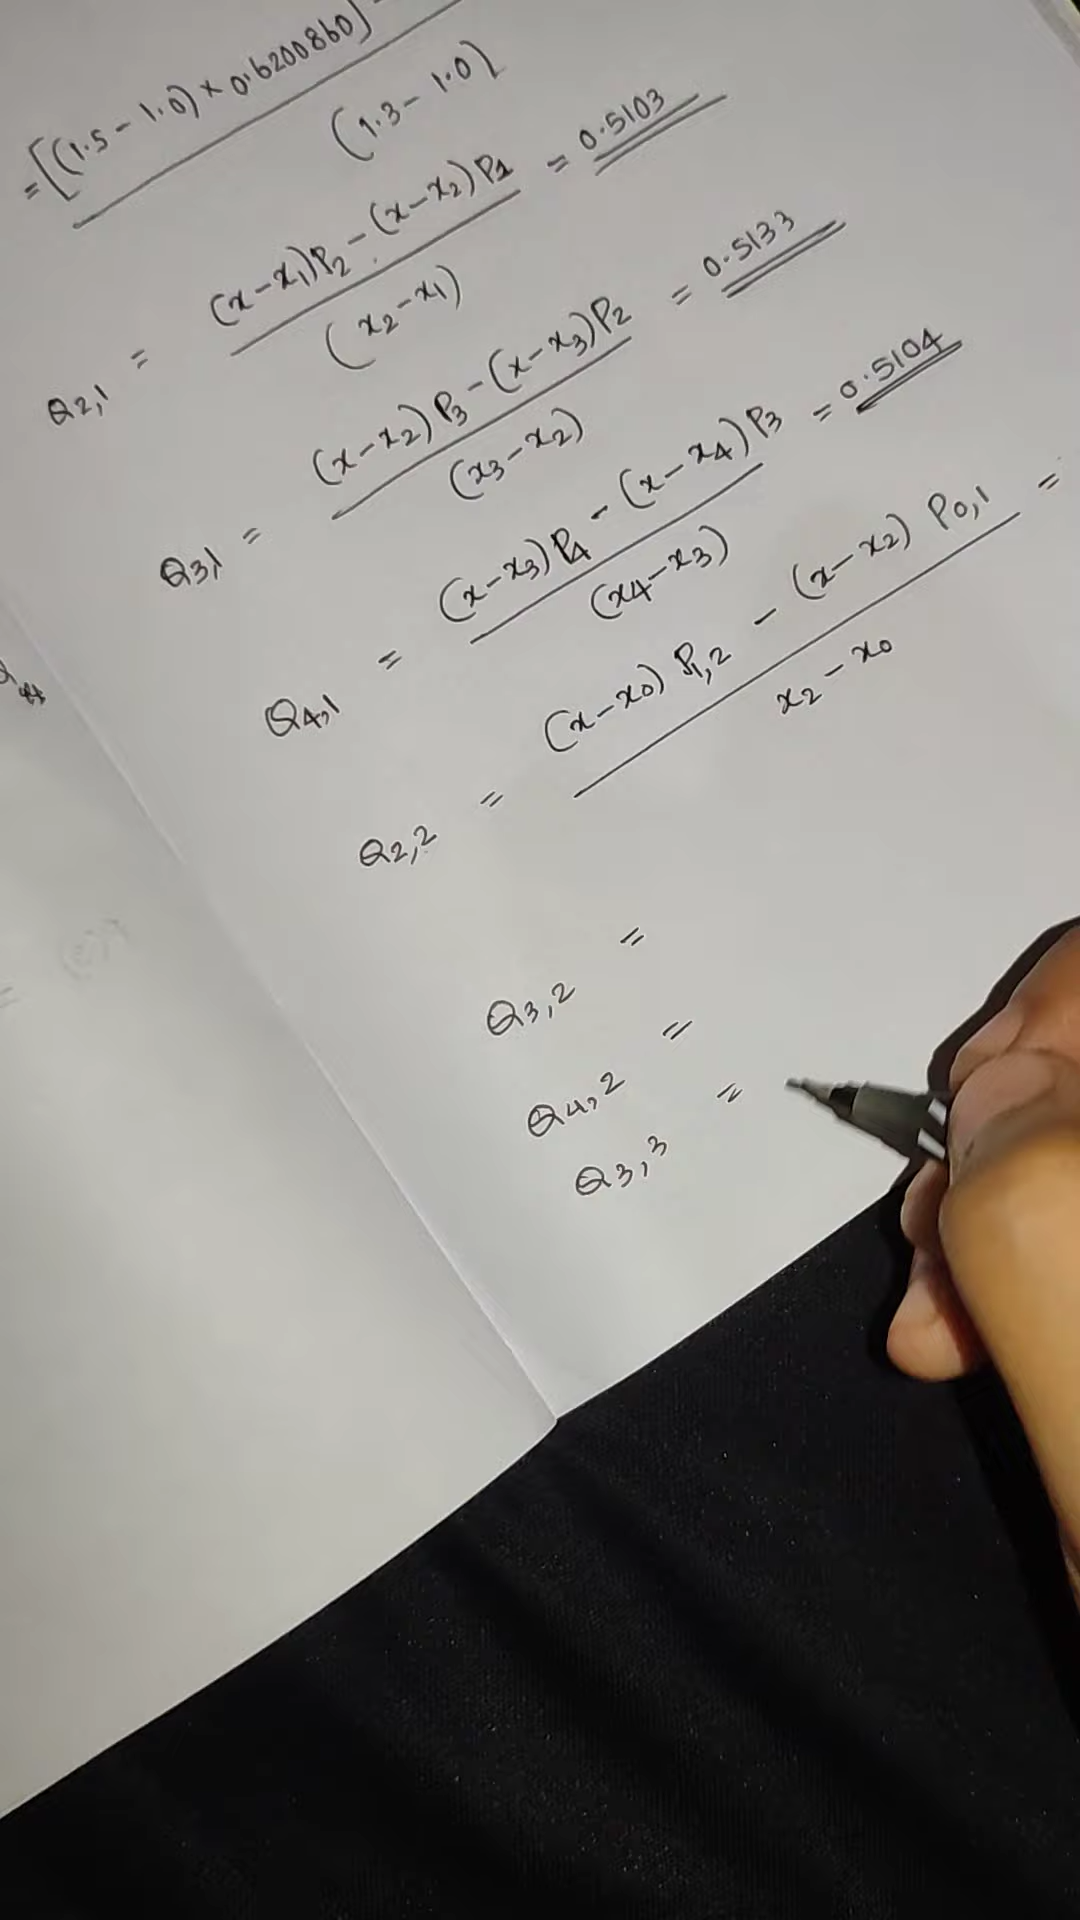 = [(1.5 - 1.0) × 0.6200860]
(1.3 - 1.0)
Q2,1 = (x-x1)P2 - (x-x2)P1 = 0.5103
(x2-x1)
Q3,1 = (x-x2)P3 - (x-x3)P2 = 0.5133
(x3-x2)
Q4,1 = (x-x3)P4 - (x-x4)P3 = 0.5104
(x4-x3)
Q2,2 = (x-x0) P1,2 - (x-x2) P0,1 =
x2 - x0
Q3,2 =
Q4,2 =
Q3,3 =